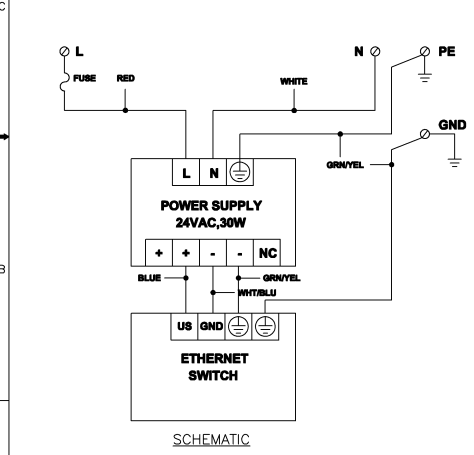 C
L
N
PE
FUSE
RED
WHITE
GND
GRN/YEL
L N
POWER SUPPLY
24VAC,30W
+ + - - NC
BLUE
GRN/YEL
WHT/BLU
B
US GND
ETHERNET
SWITCH
SCHEMATIC